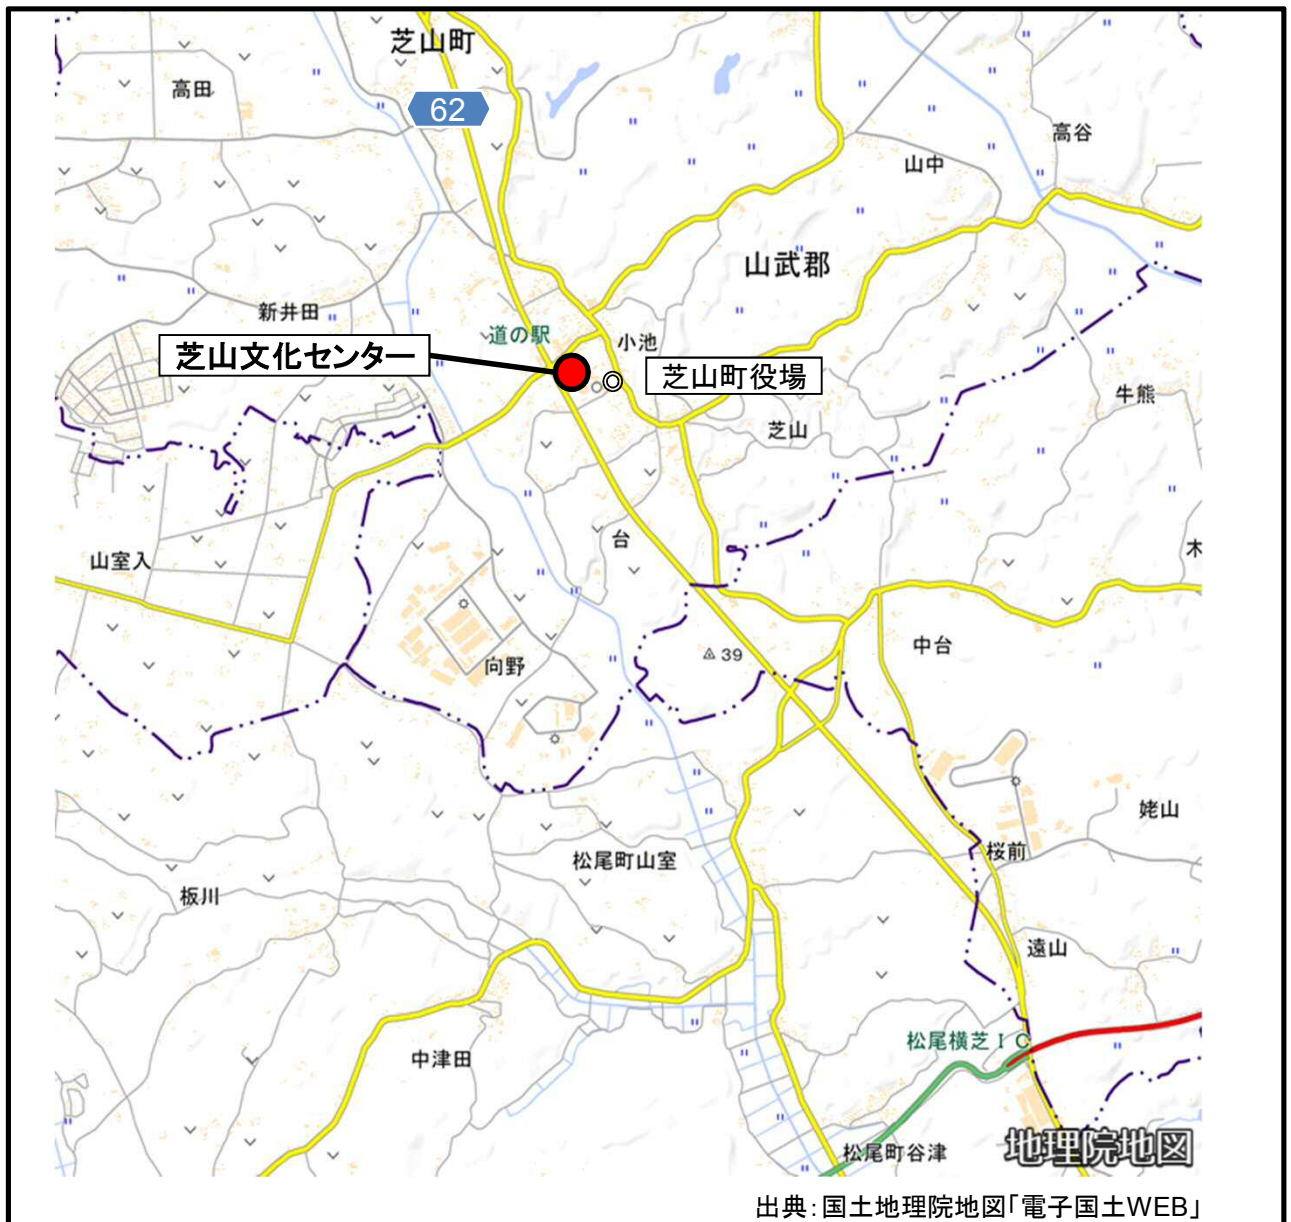 芝山町
高田
62
高谷
山中
山武郡
新井田
道の駅
小池
芝山文化センター
芝山町役場
牛熊
芝山
台
山室入
木
39
中台
向野
姥山
桜前
松尾町山室
板川
遠山
松尾横芝IC
中津田
松尾町谷津
地理院地図
出典:国土地理院地図「電子国土WEB」